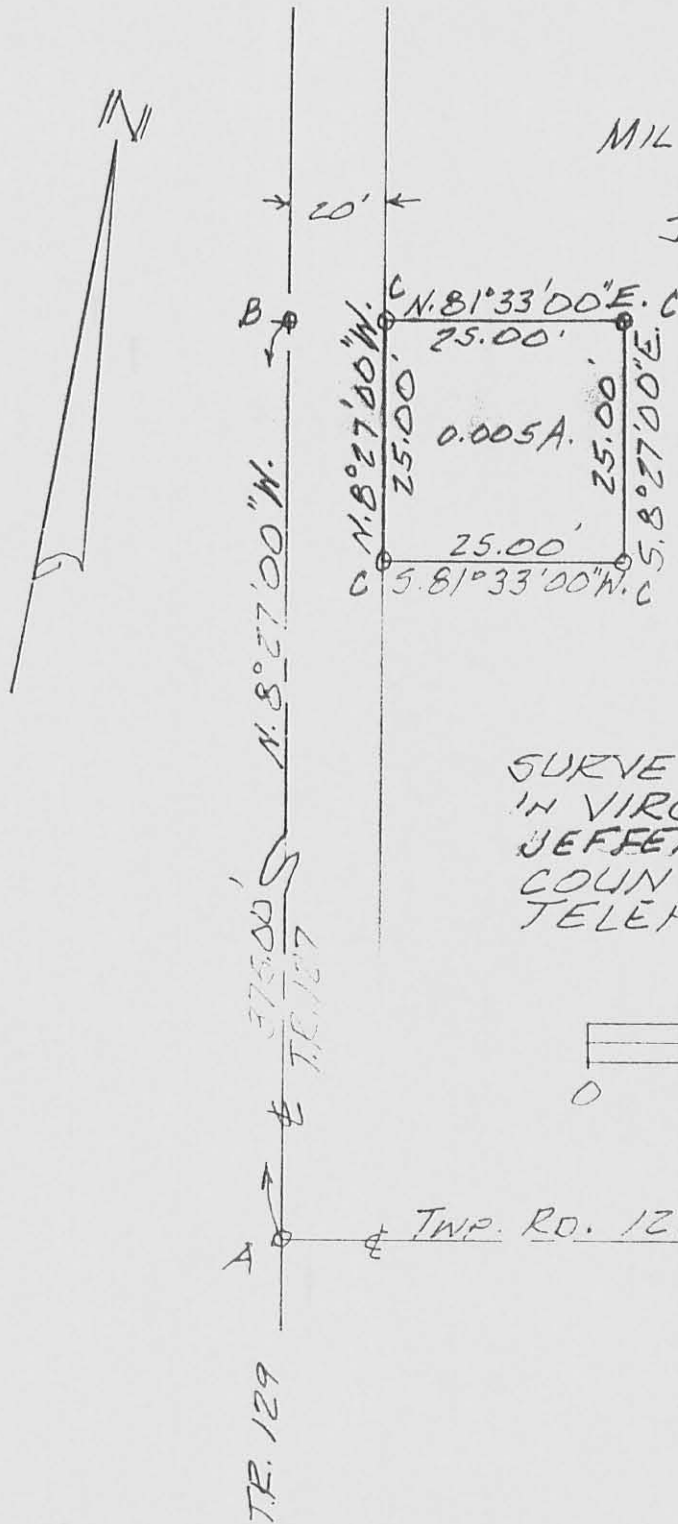 N
MIL
20'
B
C
N.81°33'00"E.
C
25.00'
N.8°27'00"W.
25.00'
0.005A.
25.00'
S.8°27'00"E.
25.00'
C
S.81°33'00"W.
C
N.8°27'00"W.
SURVE
IN VIRG
JEFFER
COUN
TELEP
375.00'
0
A
TWP. RD. 12
T.R. 129